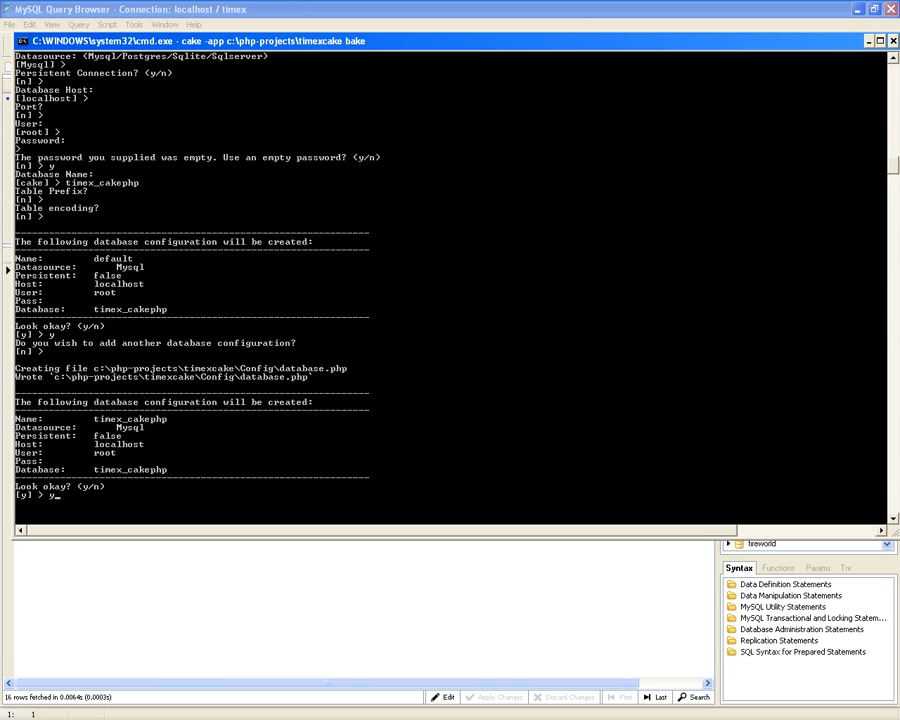 MySQL Query Browser - Connection: localhost / timex
File Edit View Query Script Tools Window Help
C:\WINDOWS\system32\cmd.exe - cake -app c:\php-projects\timexcake bake
Datasource: (Mysql/Postgres/Sqlite/Sqlserver)
[Mysql] >
Persistent Connection? (y/n)
[n] >
Database Host:
[localhost] >
Port?
[n] >
User:
[root] >
Password:
>
The password you supplied was empty. Use an empty password? (y/n)
[n] > y
Database Name:
[cake] > timex_cakephp
Table Prefix?
[n] >
Table encoding?
[n] >
---------------------------------------------------------------
The following database configuration will be created:
---------------------------------------------------------------
Name: default
Datasource: Mysql
Persistent: false
Host: localhost
User: root
Pass:
Database: timex_cakephp
---------------------------------------------------------------
Look okay? (y/n)
[y] > y
Do you wish to add another database configuration?
[n] >
Creating file c:\php-projects\timexcake\Config\database.php
Wrote `c:\php-projects\timexcake\Config\database.php`
---------------------------------------------------------------
The following database configuration will be created:
---------------------------------------------------------------
Name: timex_cakephp
Datasource: Mysql
Persistent: false
Host: localhost
User: root
Pass:
Database: timex_cakephp
---------------------------------------------------------------
Look okay? (y/n)
[y] > y_
tireworld
Syntax Functions Params Trx
Data Definition Statements
Data Manipulation Statements
MySQL Utility Statements
MySQL Transactional and Locking Statem...
Database Administration Statements
Replication Statements
SQL Syntax for Prepared Statements
16 rows fetched in 0.0064s (0.0003s)
Edit Apply Changes Discard Changes First Last Search
1: 1